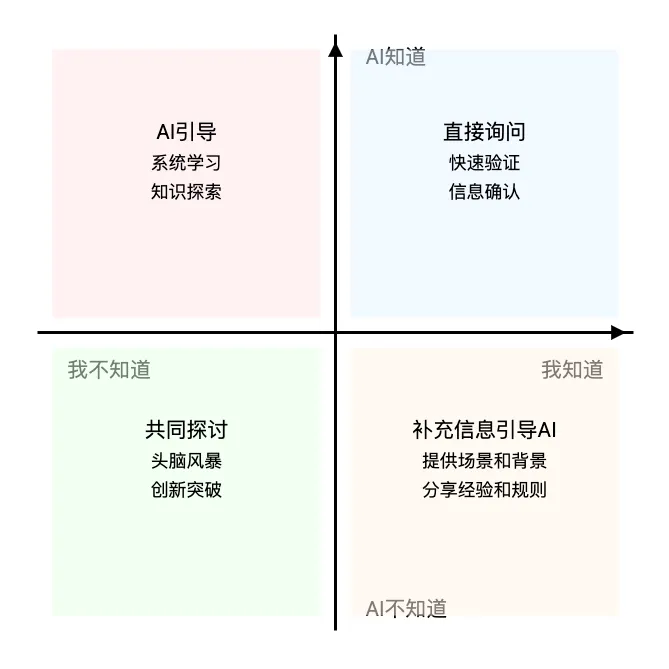 AI知道
AI引导
系统学习
知识探索
直接询问
快速验证
信息确认
我不知道
我知道
共同探讨
头脑风暴
创新突破
补充信息引导AI
提供场景和背景
分享经验和规则
AI不知道